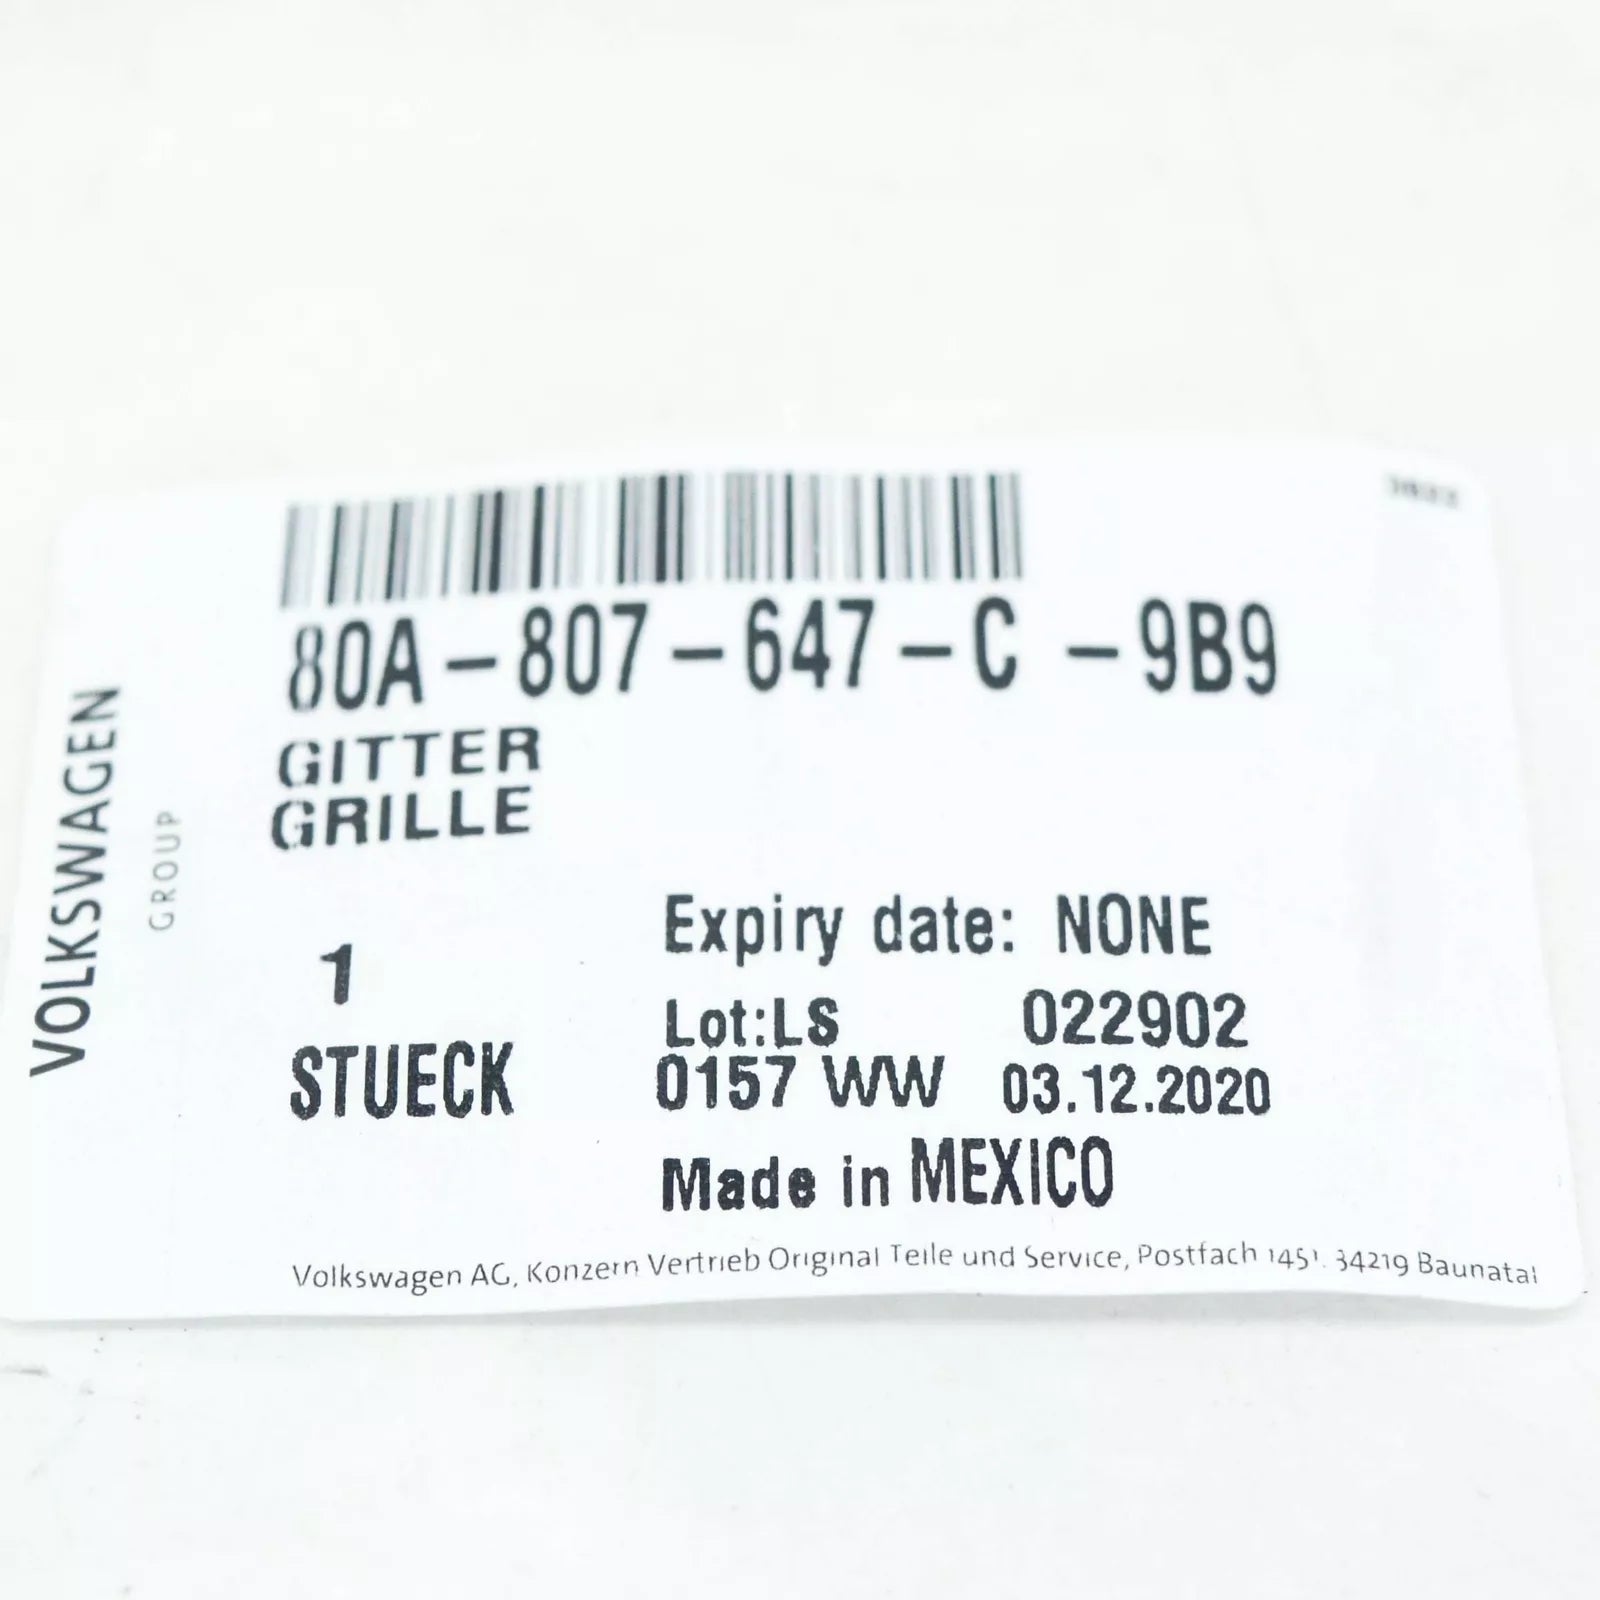 80A-807-647-C -9B9
GITTER
GRILLE
VOLKSWAGEN
GROUP
1
STUECK
Expiry date: NONE
Lot:LS 022902
0157 WW 03.12.2020
Made in MEXICO
Volkswagen AG, Konzern Vertrieb Original Teile und Service, Postfach 1451. 34219 Baunatal